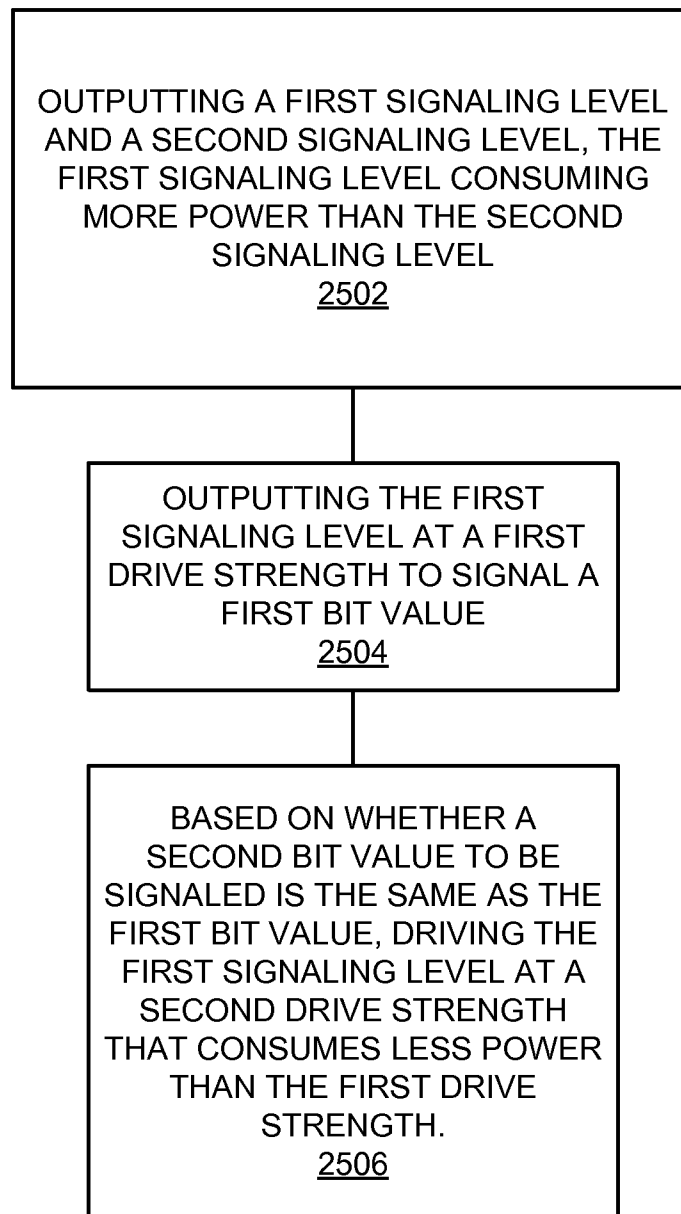 OUTPUTTING A FIRST SIGNALING LEVEL
AND A SECOND SIGNALING LEVEL, THE
FIRST SIGNALING LEVEL CONSUMING
MORE POWER THAN THE SECOND
SIGNALING LEVEL
2502
OUTPUTTING THE FIRST
SIGNALING LEVEL AT A FIRST
DRIVE STRENGTH TO SIGNAL A
FIRST BIT VALUE
2504
BASED ON WHETHER A
SECOND BIT VALUE TO BE
SIGNALED IS THE SAME AS THE
FIRST BIT VALUE, DRIVING THE
FIRST SIGNALING LEVEL AT A
SECOND DRIVE STRENGTH
THAT CONSUMES LESS POWER
THAN THE FIRST DRIVE
STRENGTH.
2506